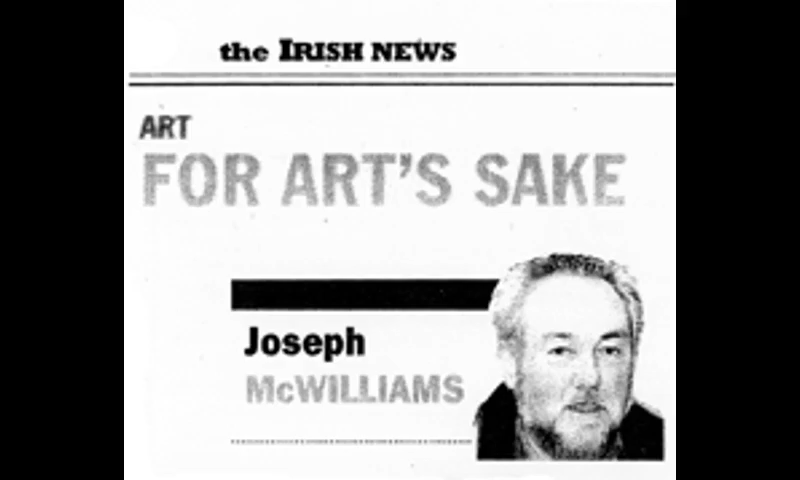 the IRISH NEWS
ART
FOR ART'S SAKE
Joseph
McWILLIAMS